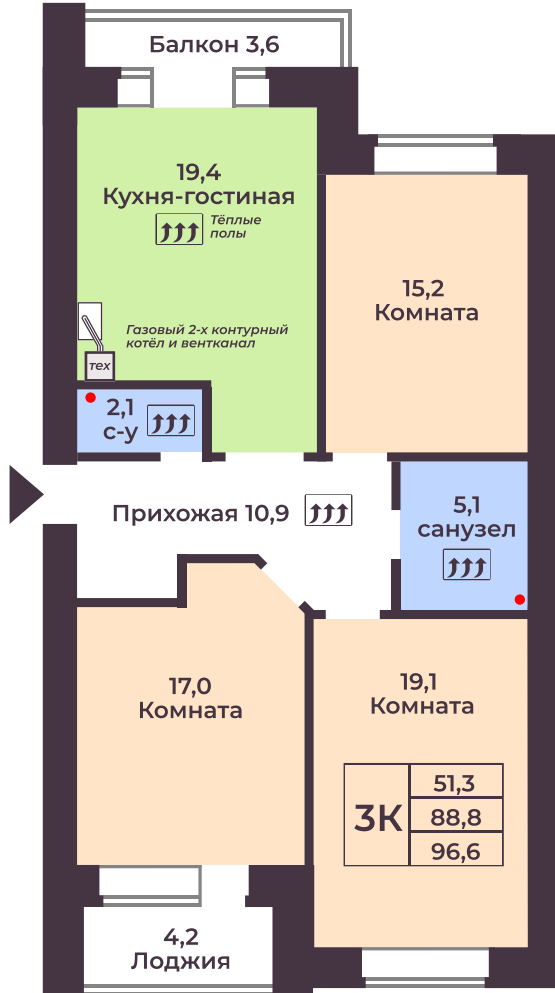 Балкон 3,6
19,4
Кухня-гостиная
Тёплые
полы
15,2
Комната
Газовый 2-х контурный
котёл и вентканал
тех
2,1
с-у
Прихожая 10,9
5,1
санузел
17,0
Комната
19,1
Комната
3К
51,3
88,8
96,6
4,2
Лоджия